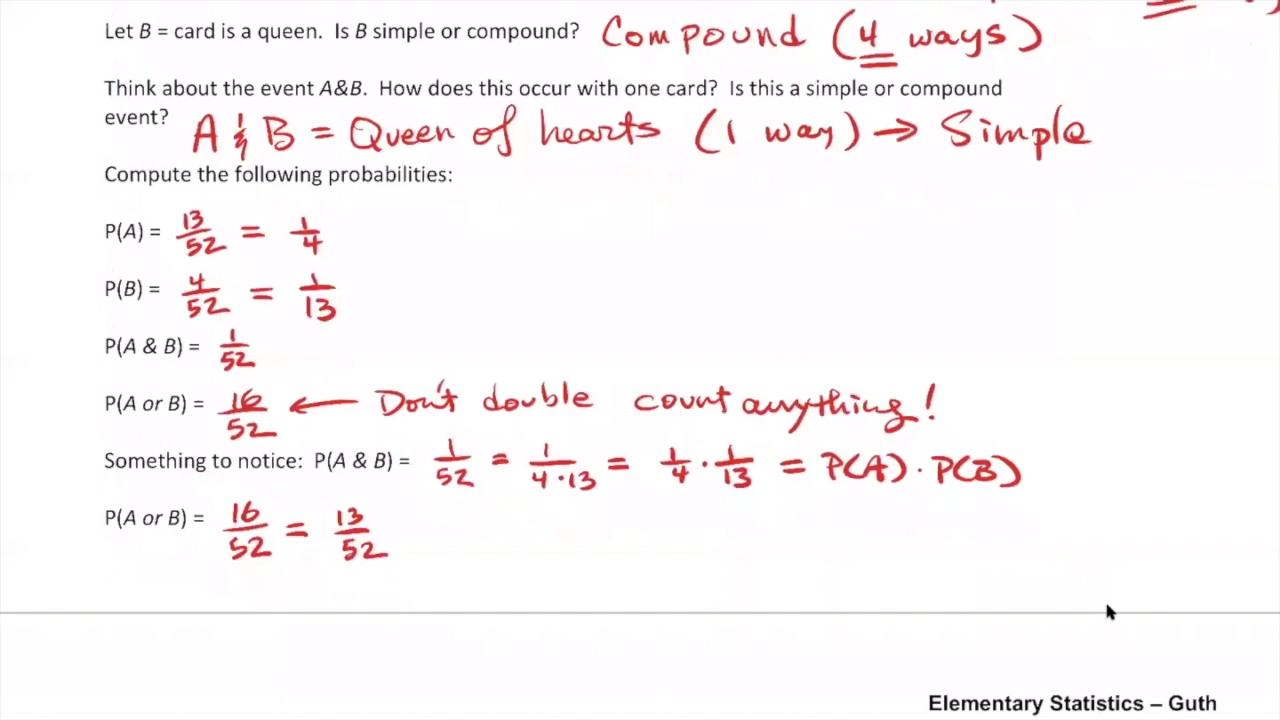 Let B = card is a queen. Is B simple or compound? Compound (4 ways)
Think about the event A&B. How does this occur with one card? Is this a simple or compound
event? A & B = Queen of hearts (1 way) → Simple
Compute the following probabilities:
P(A) = 13/52 = 1/4
P(B) = 4/52 = 1/13
P(A & B) = 1/52
P(A or B) = 16/52 ← Don't double count anything!
Something to notice: P(A & B) = 1/52 = 1/4·13 = 1/4 · 1/13 = P(A) · P(B)
P(A or B) = 16/52 = 13/52
Elementary Statistics – Guth